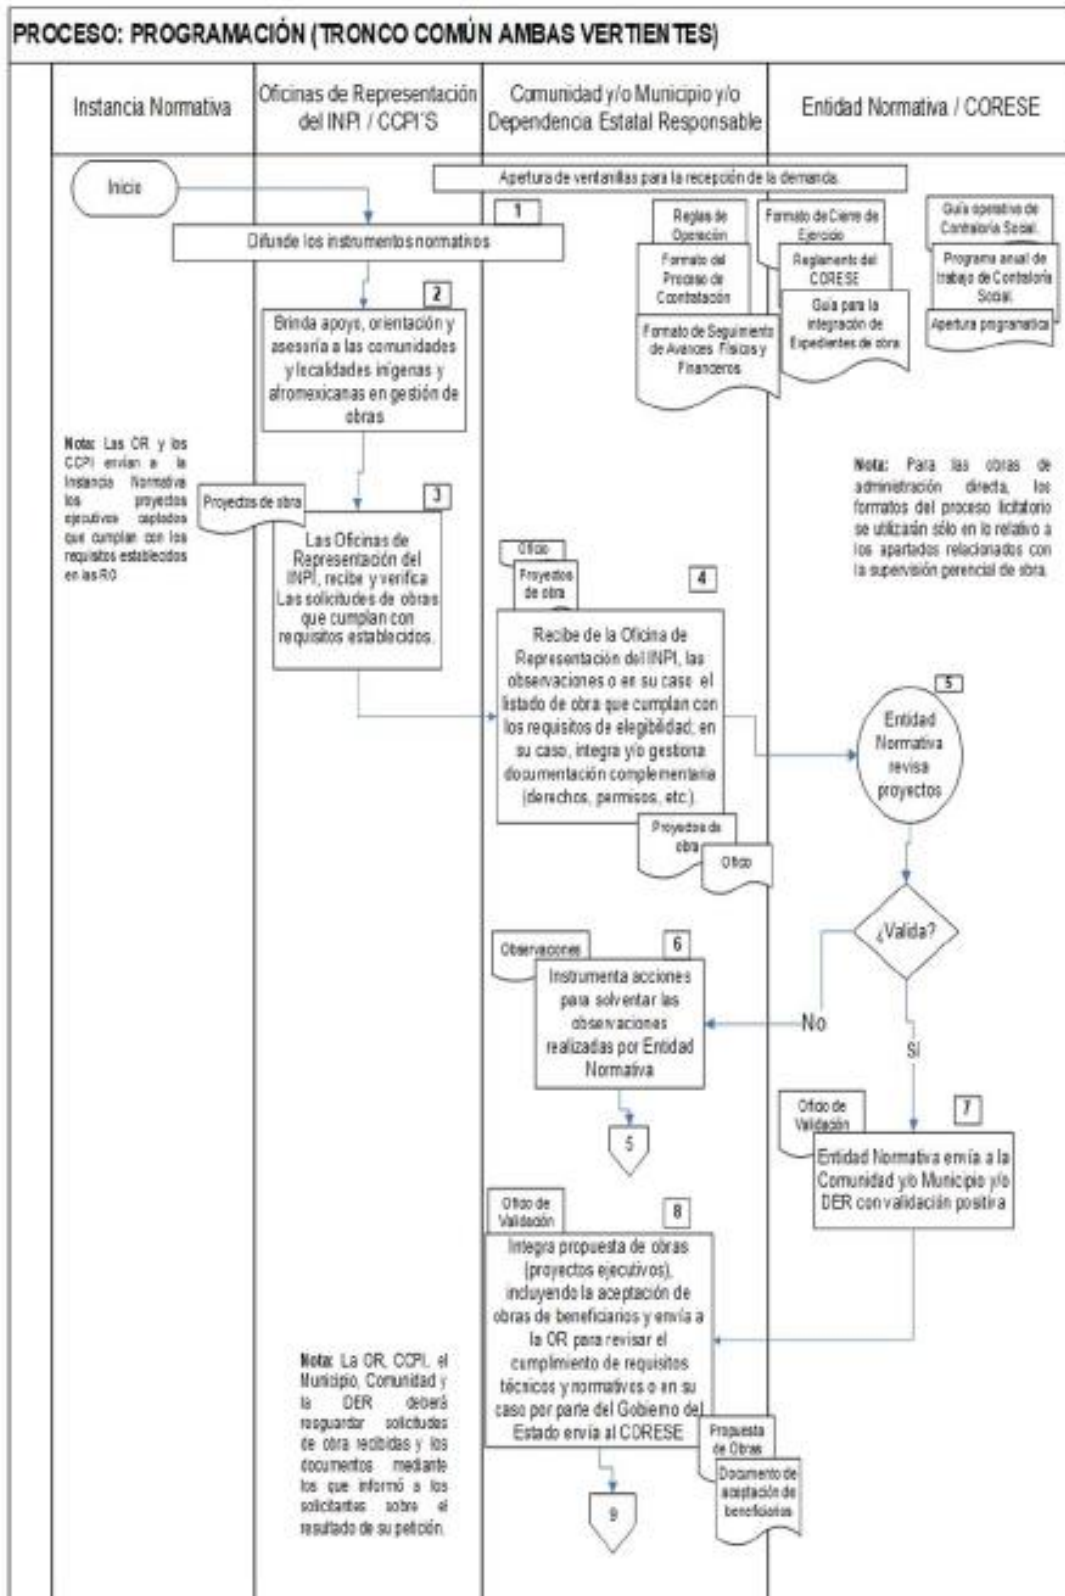 PROCESO: PROGRAMACIÓN (TRONCO COMÚN AMBAS VERTIENTES)
Instancia Normativa
Oficinas de Representación
del INPI / CCPI´S
Comunidad y/o Municipio y/o
Dependencia Estatal Responsable
Entidad Normativa / CORESE
Inicio
Apertura de ventanillas para la recepción de la demanda.
1
Difunde los instrumentos normativos
Reglas de
Operación
Formato de Cierre de
Ejercicio
Guía operativa de
Contraloría Social.
Formato del
Proceso de
Ccontratación
Reglamento del
CORESE
Programa anual de
trabajo de Contraloría
Social.
Formato de Seguimiento
de Avances Físicos y
Financieros
Guía para la
integración de
Expedientes de obra
Apertura programatica
2
Brinda apoyo, orientación y
asesoría a las comunidades
y localidades inígenas y
afromexicanas en gestión de
obras
Nota: Las OR y los
CCPI envían a la
Instancia Normativa
los proyectos
ejecutivos captados
que cumplan con los
requisitos establecidos
en las RO
Proyectos de obra
3
Las Oficinas de
Representación del
INPI, recibe y verifica
Las solicitudes de obras
que cumplan con
requisitos establecidos.
Nota: Para las obras de
administración directa, los
formatos del proceso licitatorio
se utilizarán sólo en lo relativo a
los apartados relacionados con
la supervisión gerencial de obra.
Oficio
Proyectos
de obra
4
Recibe de la Oficina de
Representación del INPI, las
observaciones o en su caso el
listado de obra que cumplan con
los requisitos de elegibilidad; en
su caso, integra y/o gestiona
documentación complementaria
(derechos, permisos, etc.).
Proyectos de
obra
Oficio
5
Entidad
Normativa
revisa
proyectos
¿Valida?
No
Sí
Observaciones
6
Instrumenta acciones
para solventar las
observaciones
realizadas por Entidad
Normativa
5
Oficio de
Validación
7
Entidad Normativa envía a la
Comunidad y/o Municipio y/o
DER con validación positiva
Oficio de
Validación
8
Integra propuesta de obras
(proyectos ejecutivos),
incluyendo la aceptación de
obras de beneficiarios y envía a
la OR para revisar el
cumplimiento de requisitos
técnicos y normativos o en su
caso por parte del Gobierno del
Estado envía al CORESE
Propuesta
de Obras
Documento de
aceptación de
beneficiarios
9
Nota: La OR, CCPI, el
Municipio, Comunidad y
la DER deberá
resguardar solicitudes
de obra recibidas y los
documentos mediante
los que informó a los
solicitantes sobre el
resultado de su petición.